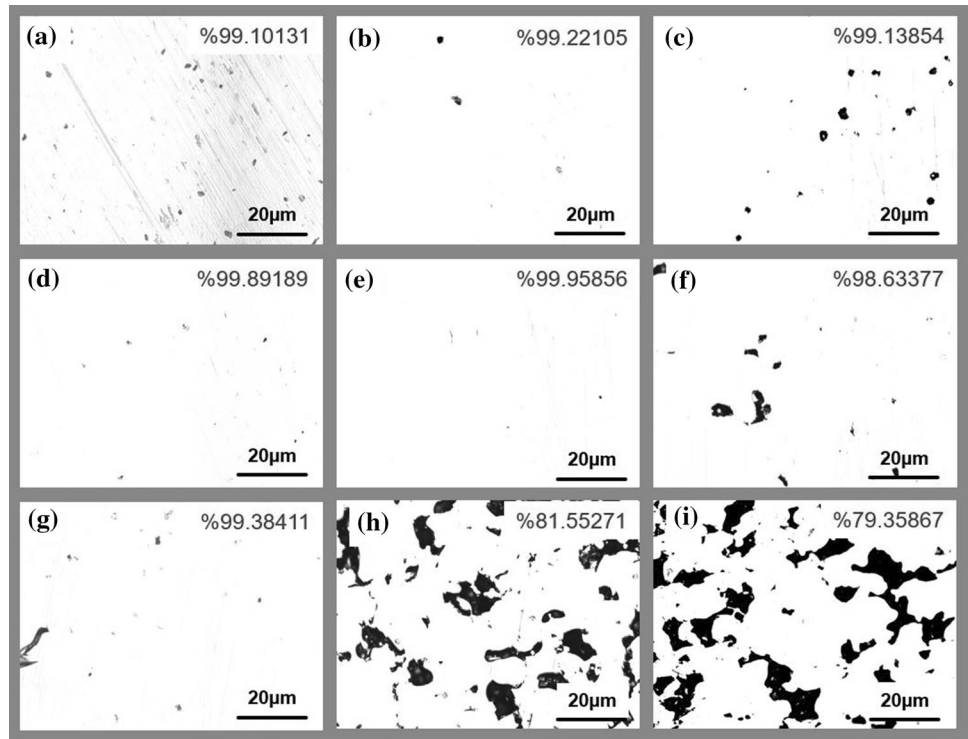 (a) %99.10131
20µm
(b) %99.22105
20µm
(c) %99.13854
20µm
(d) %99.89189
20µm
(e) %99.95856
20µm
(f) %98.63377
20µm
(g) %99.38411
20µm
(h) %81.55271
20µm
(i) %79.35867
20µm